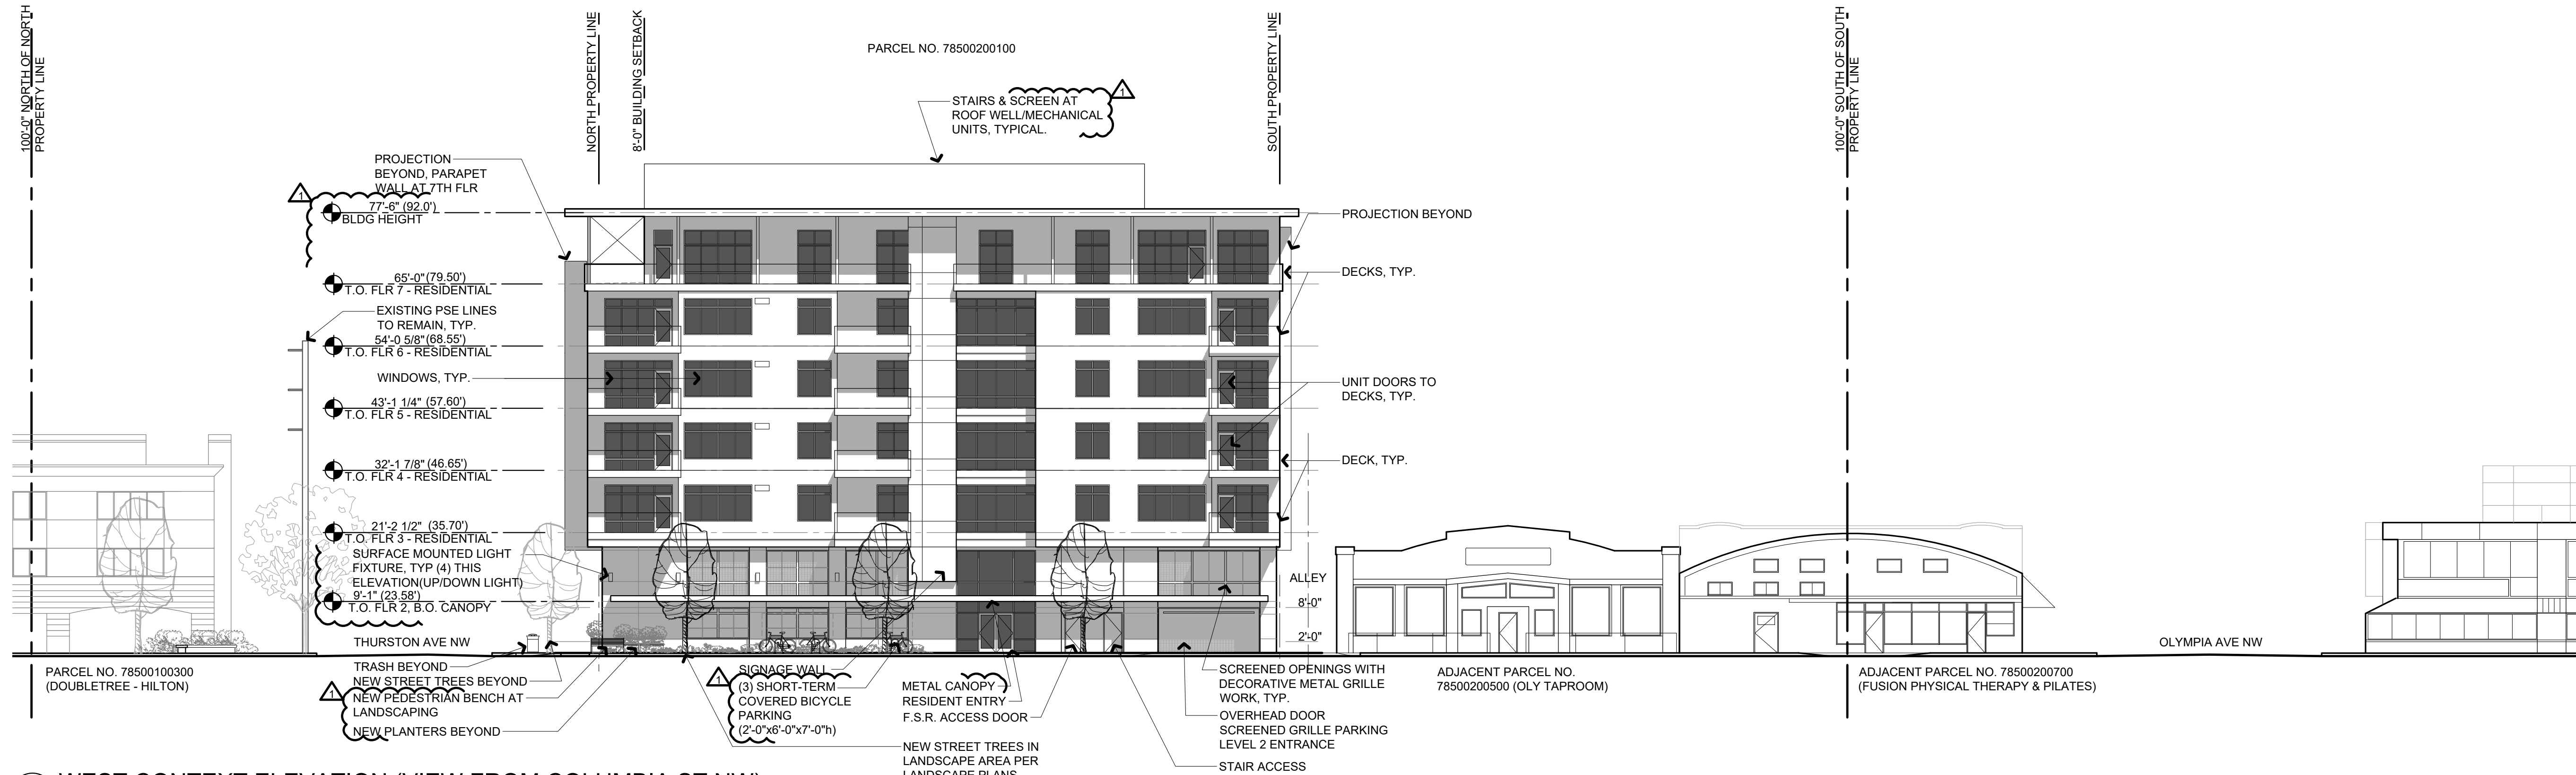 100'-0" NORTH OF NORTH
PROPERTY LINE
NORTH PROPERTY LINE
8'-0" BUILDING SETBACK
PARCEL NO. 78500200100
SOUTH PROPERTY LINE
100'-0" SOUTH OF SOUTH
PROPERTY LINE
1
STAIRS & SCREEN AT
ROOF WELL/MECHANICAL
UNITS, TYPICAL.
PROJECTION
BEYOND, PARAPET
WALL AT 7TH FLR
1
77'-6" (92.0')
BLDG HEIGHT
65'-0" (79.50')
T.O. FLR 7 - RESIDENTIAL
EXISTING PSE LINES
TO REMAIN, TYP.
54'-0 5/8" (68.55')
T.O. FLR 6 - RESIDENTIAL
WINDOWS, TYP.
43'-1 1/4" (57.60')
T.O. FLR 5 - RESIDENTIAL
32'-1 7/8" (46.65')
T.O. FLR 4 - RESIDENTIAL
21'-2 1/2" (35.70')
T.O. FLR 3 - RESIDENTIAL
SURFACE MOUNTED LIGHT
FIXTURE, TYP (4) THIS
ELEVATION(UP/DOWN LIGHT)
9'-1" (23.58')
T.O. FLR 2, B.O. CANOPY
PROJECTION BEYOND
DECKS, TYP.
UNIT DOORS TO
DECKS, TYP.
DECK, TYP.
ALLEY
8'-0"
2'-0"
THURSTON AVE NW
OLYMPIA AVE NW
PARCEL NO. 78500100300
(DOUBLETREE - HILTON)
TRASH BEYOND
NEW STREET TREES BEYOND
1
NEW PEDESTRIAN BENCH AT
LANDSCAPING
NEW PLANTERS BEYOND
1
SIGNAGE WALL
(3) SHORT-TERM
COVERED BICYCLE
PARKING
(2'-0"x6'-0"x7'-0"h)
METAL CANOPY
RESIDENT ENTRY
F.S.R. ACCESS DOOR
NEW STREET TREES IN
LANDSCAPE AREA PER
LANDSCAPE PLANS
SCREENED OPENINGS WITH
DECORATIVE METAL GRILLE
WORK, TYP.
OVERHEAD DOOR
SCREENED GRILLE PARKING
LEVEL 2 ENTRANCE
STAIR ACCESS
ADJACENT PARCEL NO.
78500200500 (OLY TAPROOM)
ADJACENT PARCEL NO. 78500200700
(FUSION PHYSICAL THERAPY & PILATES)
WEST CONTEXT ELEVATION (VIEW FROM COLUMBIA ST NW)